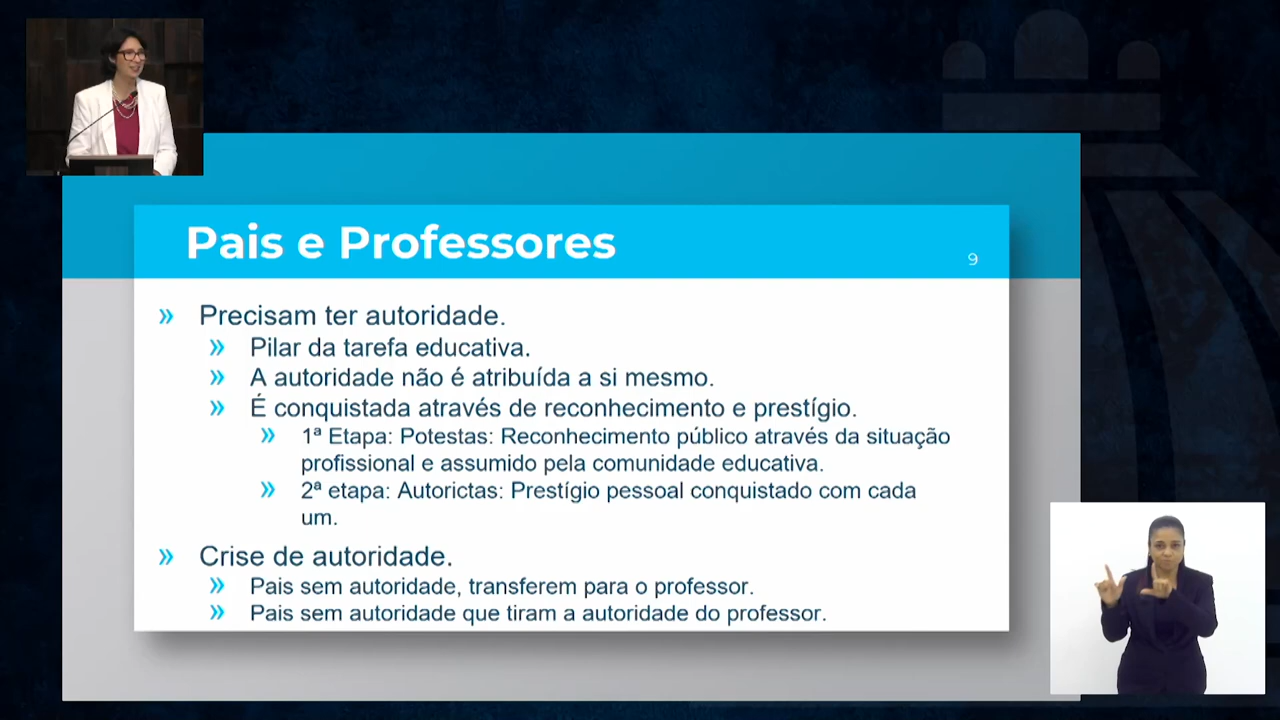 Pais e Professores
9
» Precisam ter autoridade.
» Pilar da tarefa educativa.
» A autoridade não é atribuída a si mesmo.
» É conquistada através de reconhecimento e prestígio.
» 1ª Etapa: Potestas: Reconhecimento público através da situação
profissional e assumido pela comunidade educativa.
» 2ª etapa: Autorictas: Prestígio pessoal conquistado com cada
um.
» Crise de autoridade.
» Pais sem autoridade, transferem para o professor.
» Pais sem autoridade que tiram a autoridade do professor.